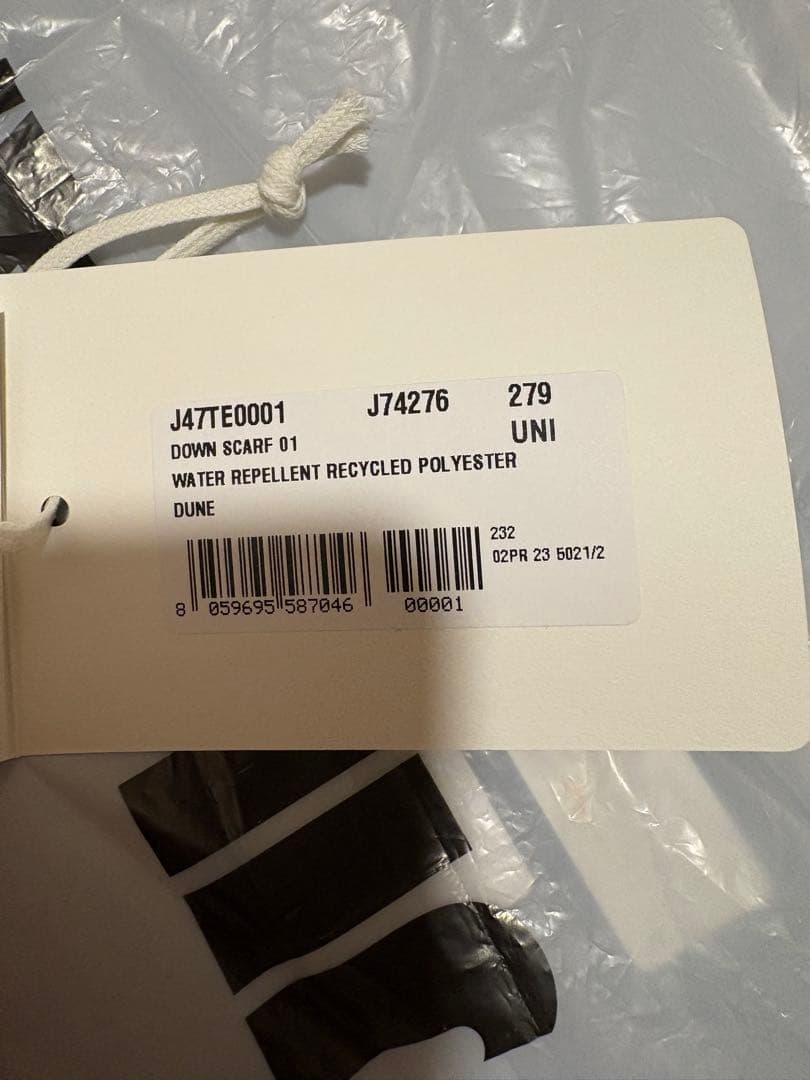 J47TE0001 J74276 279
DOWN SCARF 01 UNI
WATER REPELLENT RECYCLED POLYESTER
DUNE
232
02PR 23 5021/2
8 059695 587046 00001